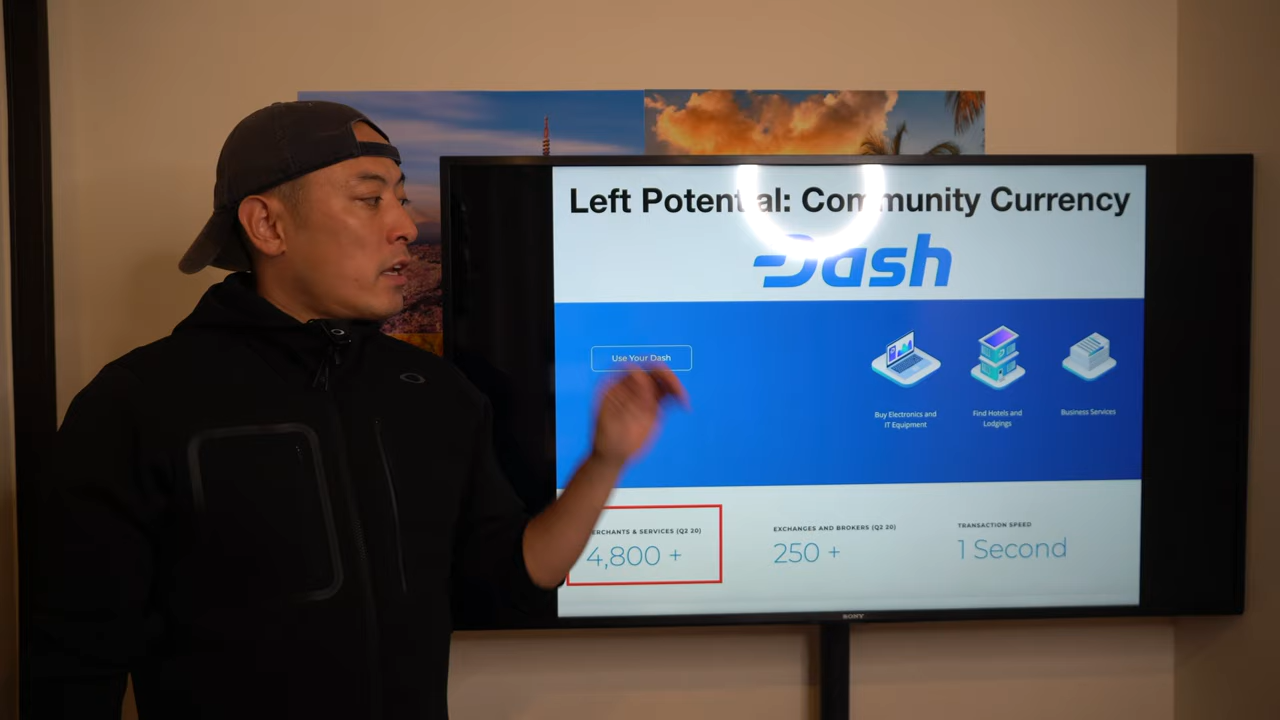 Left Potential: Community Currency
Dash
Use Your Dash
Buy Electronics and
IT Equipment
Find Hotels and
Lodgings
Business Services
ERCHANTS & SERVICES (Q2 20)
4,800 +
EXCHANGES AND BROKERS (Q2 20)
250 +
TRANSACTION SPEED
1 Second
SONY